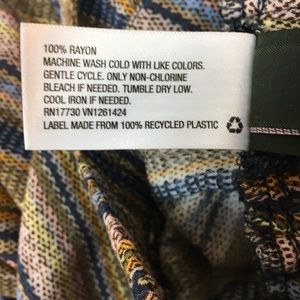 100% RAYON
MACHINE WASH COLD WITH LIKE COLORS.
GENTLE CYCLE. ONLY NON-CHLORINE
BLEACH IF NEEDED. TUMBLE DRY LOW.
COOL IRON IF NEEDED.
RN17730 VN1261424
LABEL MADE FROM 100% RECYCLED PLASTIC